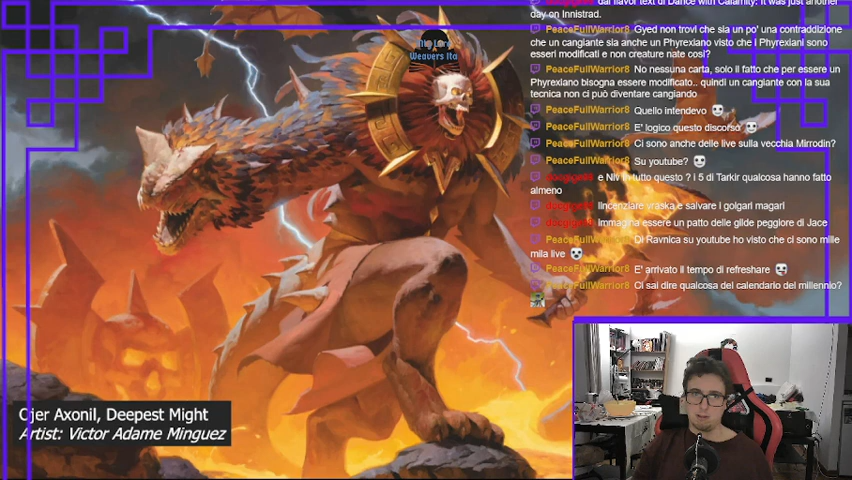 dal flavor text di Dance with Calamity: It was just another
day on Innistrad.
PeaceFullWarrior8 Gyed non trovi che sia un po' una contraddizione
che un cangiante sia anche un Phyrexiano visto che i Phyrexiani sono
esseri modificati e non creature nate così?
PeaceFullWarrior8 No nessuna carta, solo il fatto che per essere un
Phyrexiano bisogna essere modificato.. quindi un cangiante con la sua
tecnica non ci può diventare cangiando
PeaceFullWarrior8 Quello intendevo
PeaceFullWarrior8 E' logico questo discorso
PeaceFullWarrior8 Ci sono anche delle live sulla vecchia Mirrodin?
PeaceFullWarrior8 Su youtube?
e Niv in tutto questo ? i 5 di Tarkir qualcosa hanno fatto
almeno
lincenziare vraska e salvare i golgari magari
immagina essere un patto delle gilde peggiore di Jace
PeaceFullWarrior8 Di Ravnica su youtube ho visto che ci sono mille
mila live
PeaceFullWarrior8 E' arrivato il tempo di refreshare
PeaceFullWarrior8 Ci sai dire qualcosa del calendario del millennio?
Weavers Ita
Ojer Axonil, Deepest Might
Artist: Victor Adame Minguez